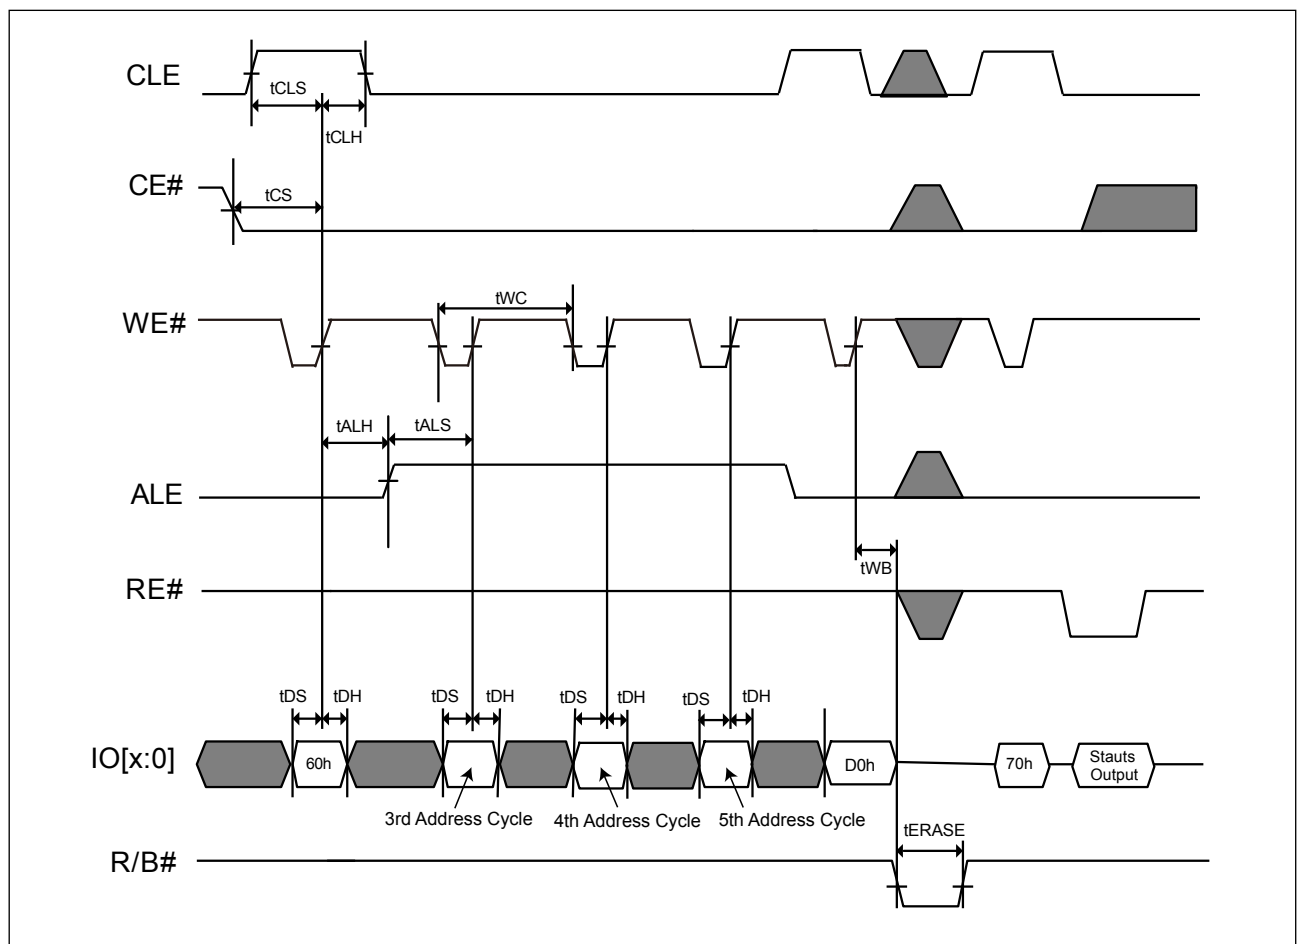 CLE
tCLS
tCLH
CE#
tCS
WE#
tWC
tALH
tALS
ALE
tWB
RE#
tDS
tDH
tDS
tDH
tDS
tDH
tDS
tDH
IO[x:0]
60h
D0h
70h
Stauts
Output
3rd Address Cycle
4th Address Cycle
5th Address Cycle
tERASE
R/B#